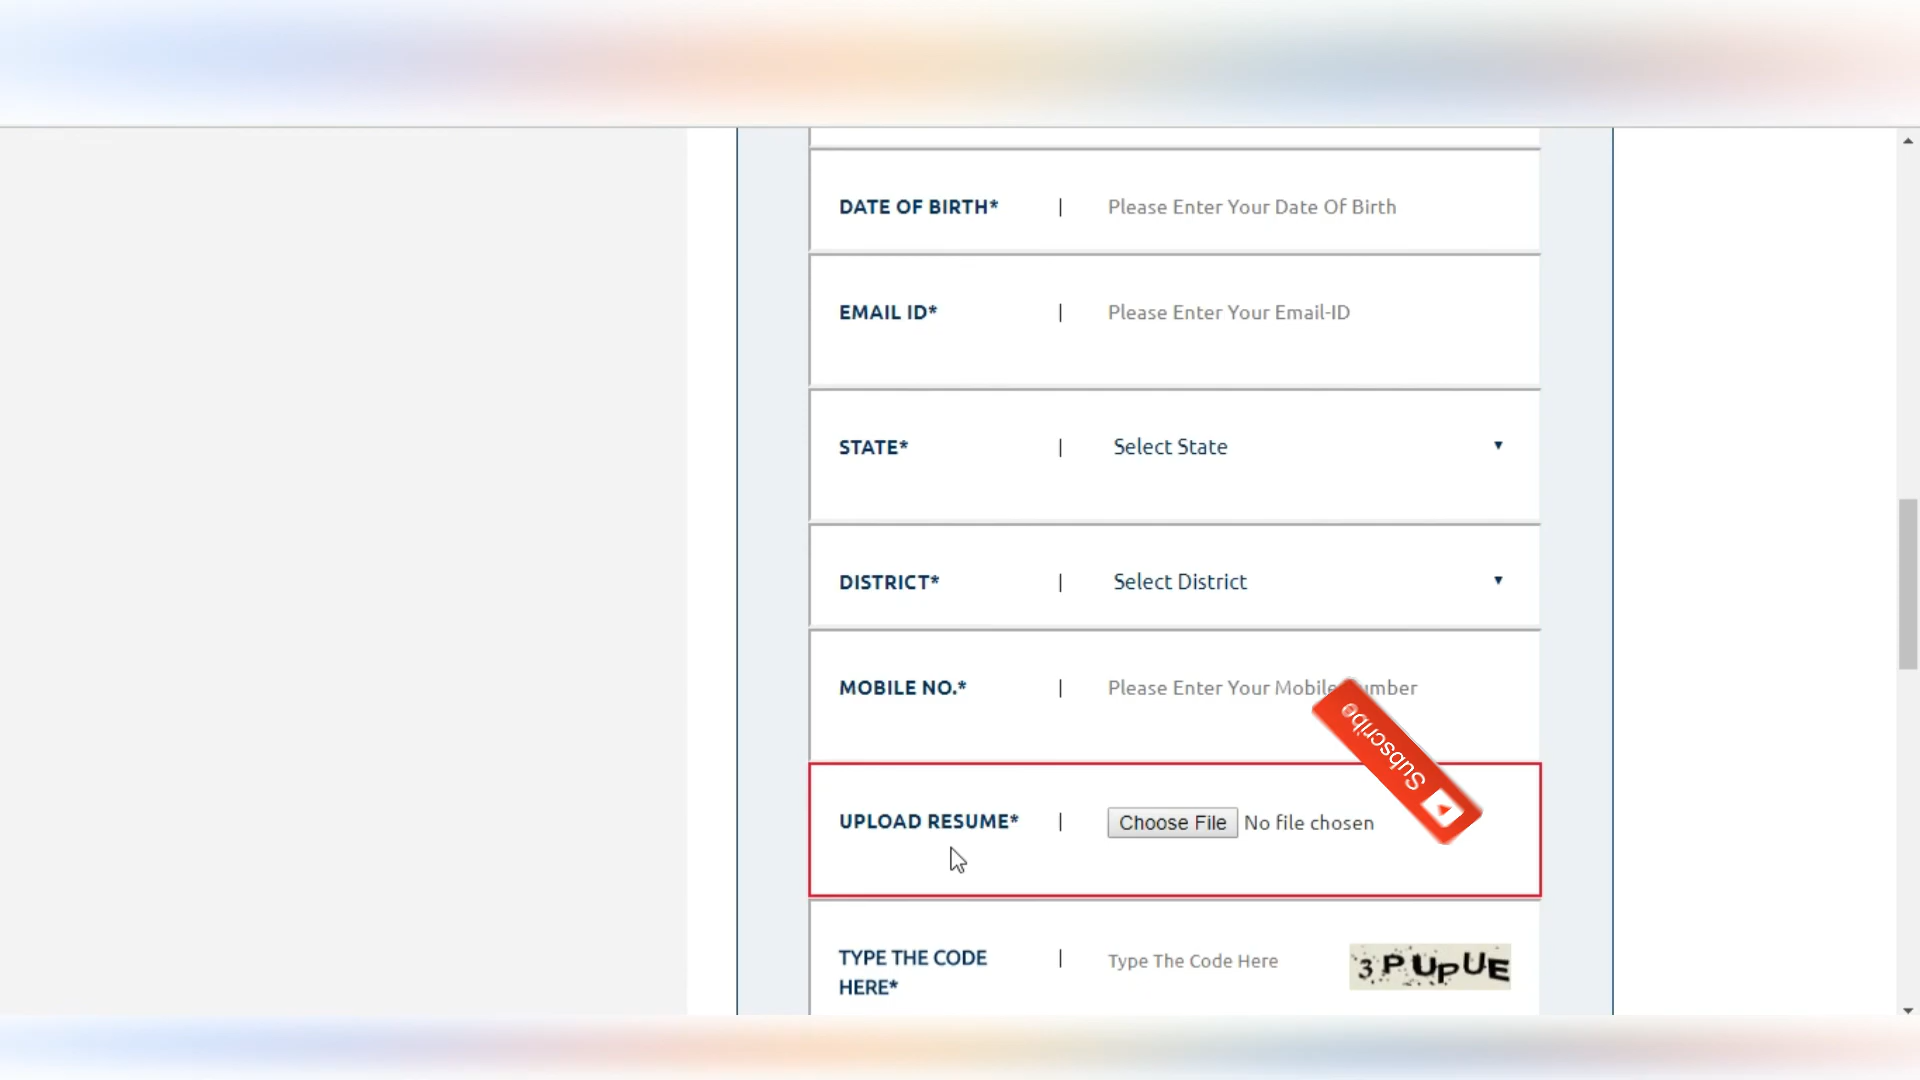 DATE OF BIRTH* | Please Enter Your Date Of Birth
EMAIL ID* | Please Enter Your Email-ID
STATE* | Select State
DISTRICT* | Select District
MOBILE NO.* | Please Enter Your Mobile
Subscribe
UPLOAD RESUME* | Choose File No file chosen
TYPE THE CODE | Type The Code Here 3PUPUE
HERE*